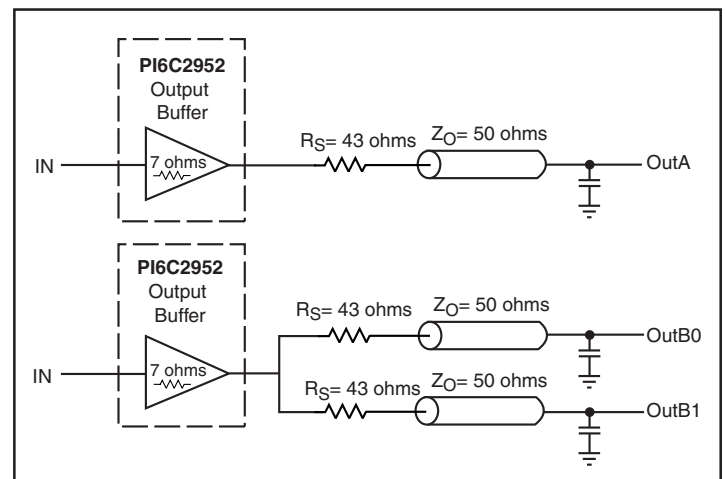 PI6C2952
Output
Buffer
7 ohms
IN
RS= 43 ohms
ZO= 50 ohms
OutA
PI6C2952
Output
Buffer
7 ohms
IN
RS= 43 ohms
ZO= 50 ohms
OutB0
RS= 43 ohms
ZO= 50 ohms
OutB1